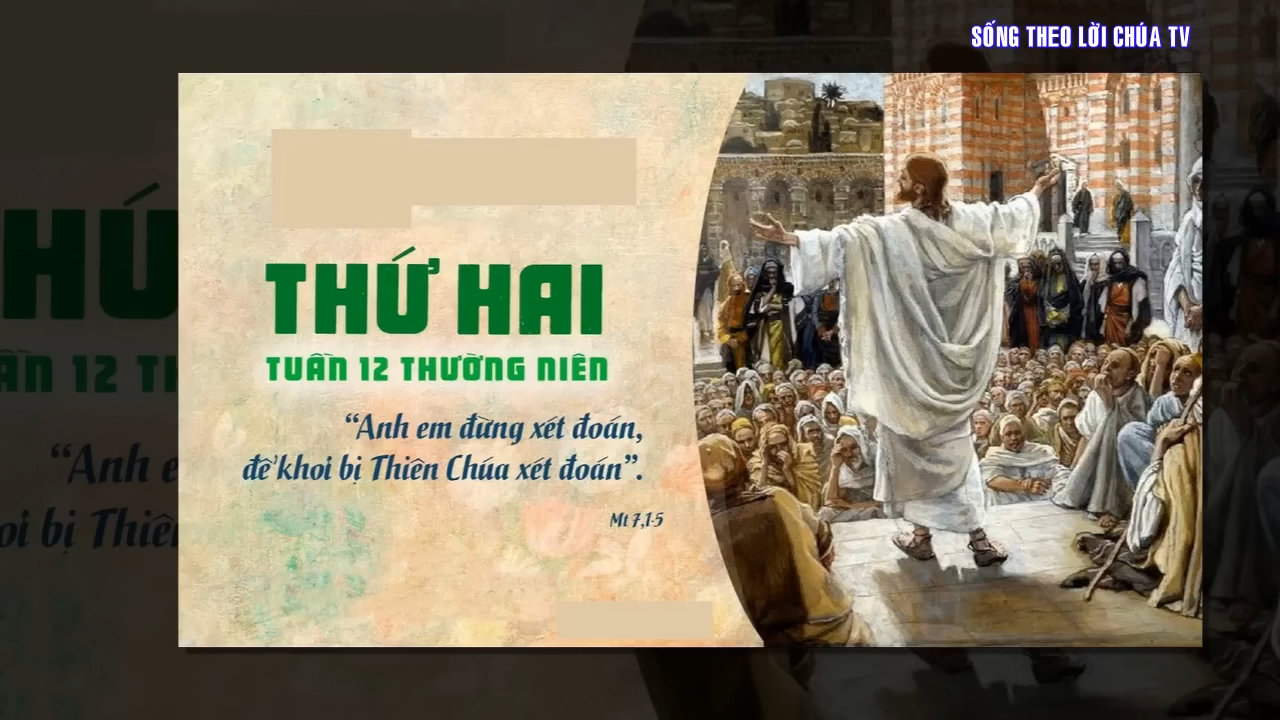 SỐNG THEO LỜI CHÚA TV
THỨ HAI
TUẦN 12 THƯỜNG NIÊN
“Anh em đừng xét đoán,
để khỏi bị Thiên Chúa xét đoán”.
Mt 7,1-5